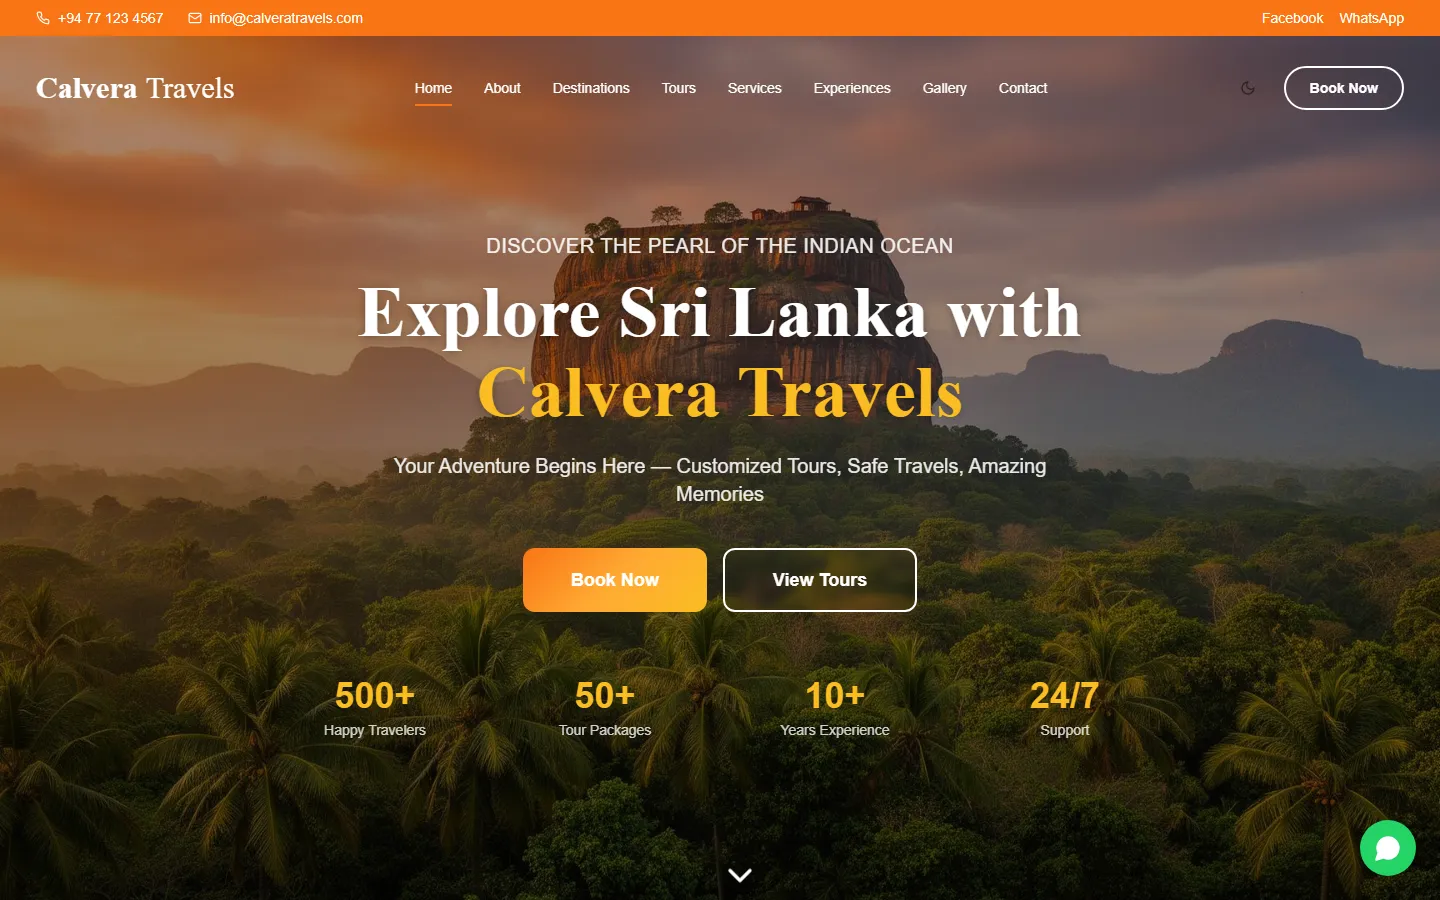 +94 77 123 4567
info@calveratravels.com
Facebook
WhatsApp
Calvera Travels
Home
About
Destinations
Tours
Services
Experiences
Gallery
Contact
Book Now
DISCOVER THE PEARL OF THE INDIAN OCEAN
Explore Sri Lanka with
Calvera Travels
Your Adventure Begins Here — Customized Tours, Safe Travels, Amazing
Memories
Book Now
View Tours
500+
Happy Travelers
50+
Tour Packages
10+
Years Experience
24/7
Support